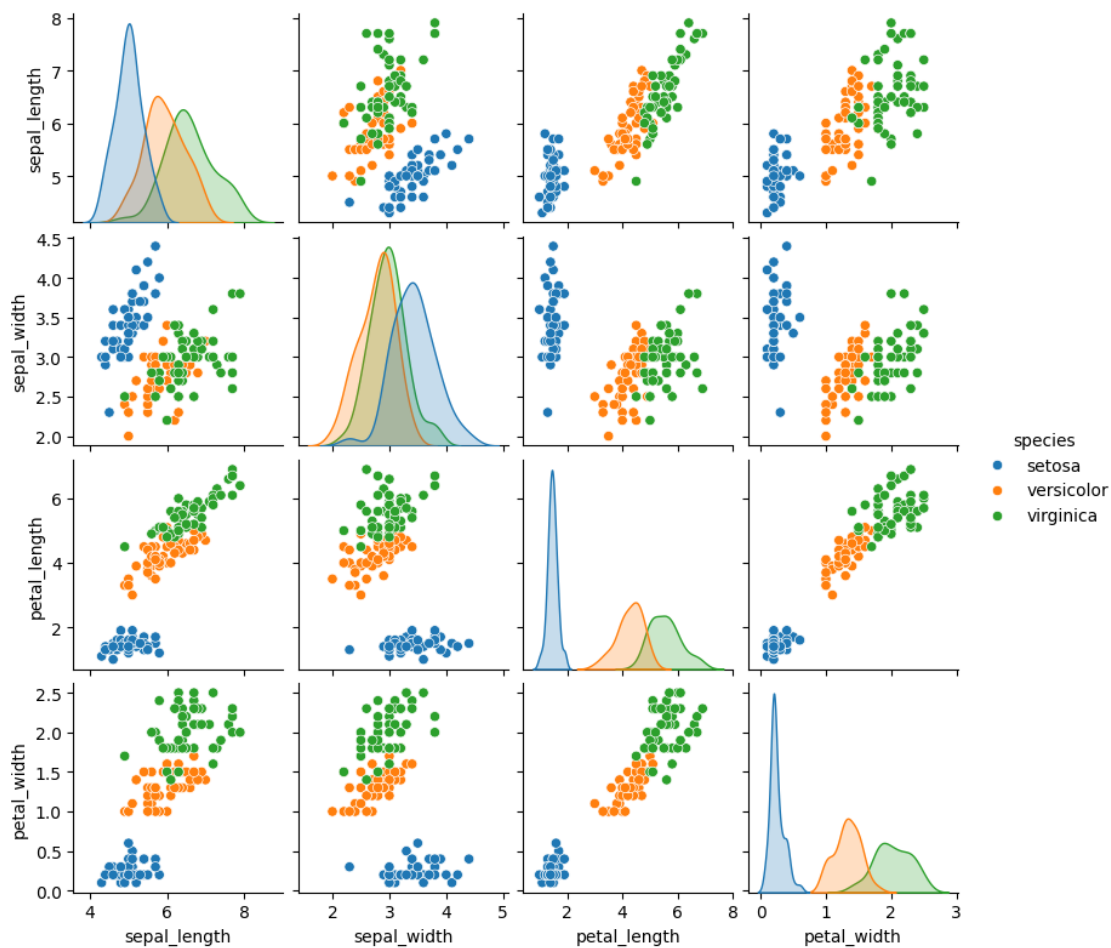 sepal_length
8
7
6
5
sepal_width
4.5
4.0
3.5
3.0
2.5
2.0
species
setosa
versicolor
virginica
petal_length
6
4
2
petal_width
2.5
2.0
1.5
1.0
0.5
0.0
4 6 8 2 3 4 5 2 4 6 8 0 1 2 3
sepal_length sepal_width petal_length petal_width